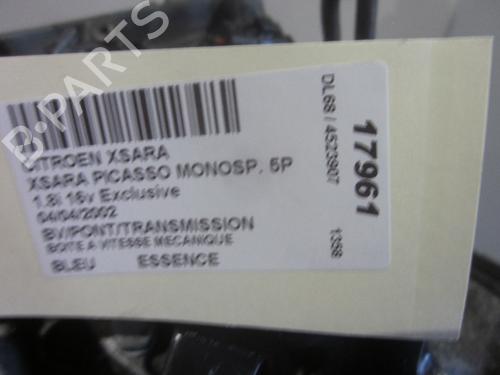 CITROEN XSARA
XSARA PICASSO MONOSP. 5P
1.8i 16v Exclusive
04/04/2002
BV/PONT/TRANSMISSION
BOITE A VITESSE MECANIQUE
BLEU ESSENCE
DL68 / 4523907
17961
1358
B-PARTS